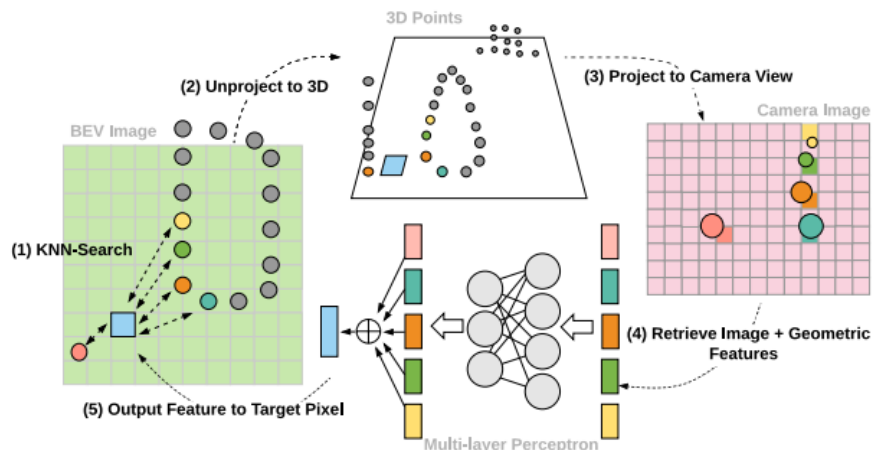 3D Points
(2) Unproject to 3D
(3) Project to Camera View
BEV Image
Camera Image
(1) KNN-Search
(4) Retrieve Image + Geometric
Features
(5) Output Feature to Target Pixel
Multi-layer Perceptron